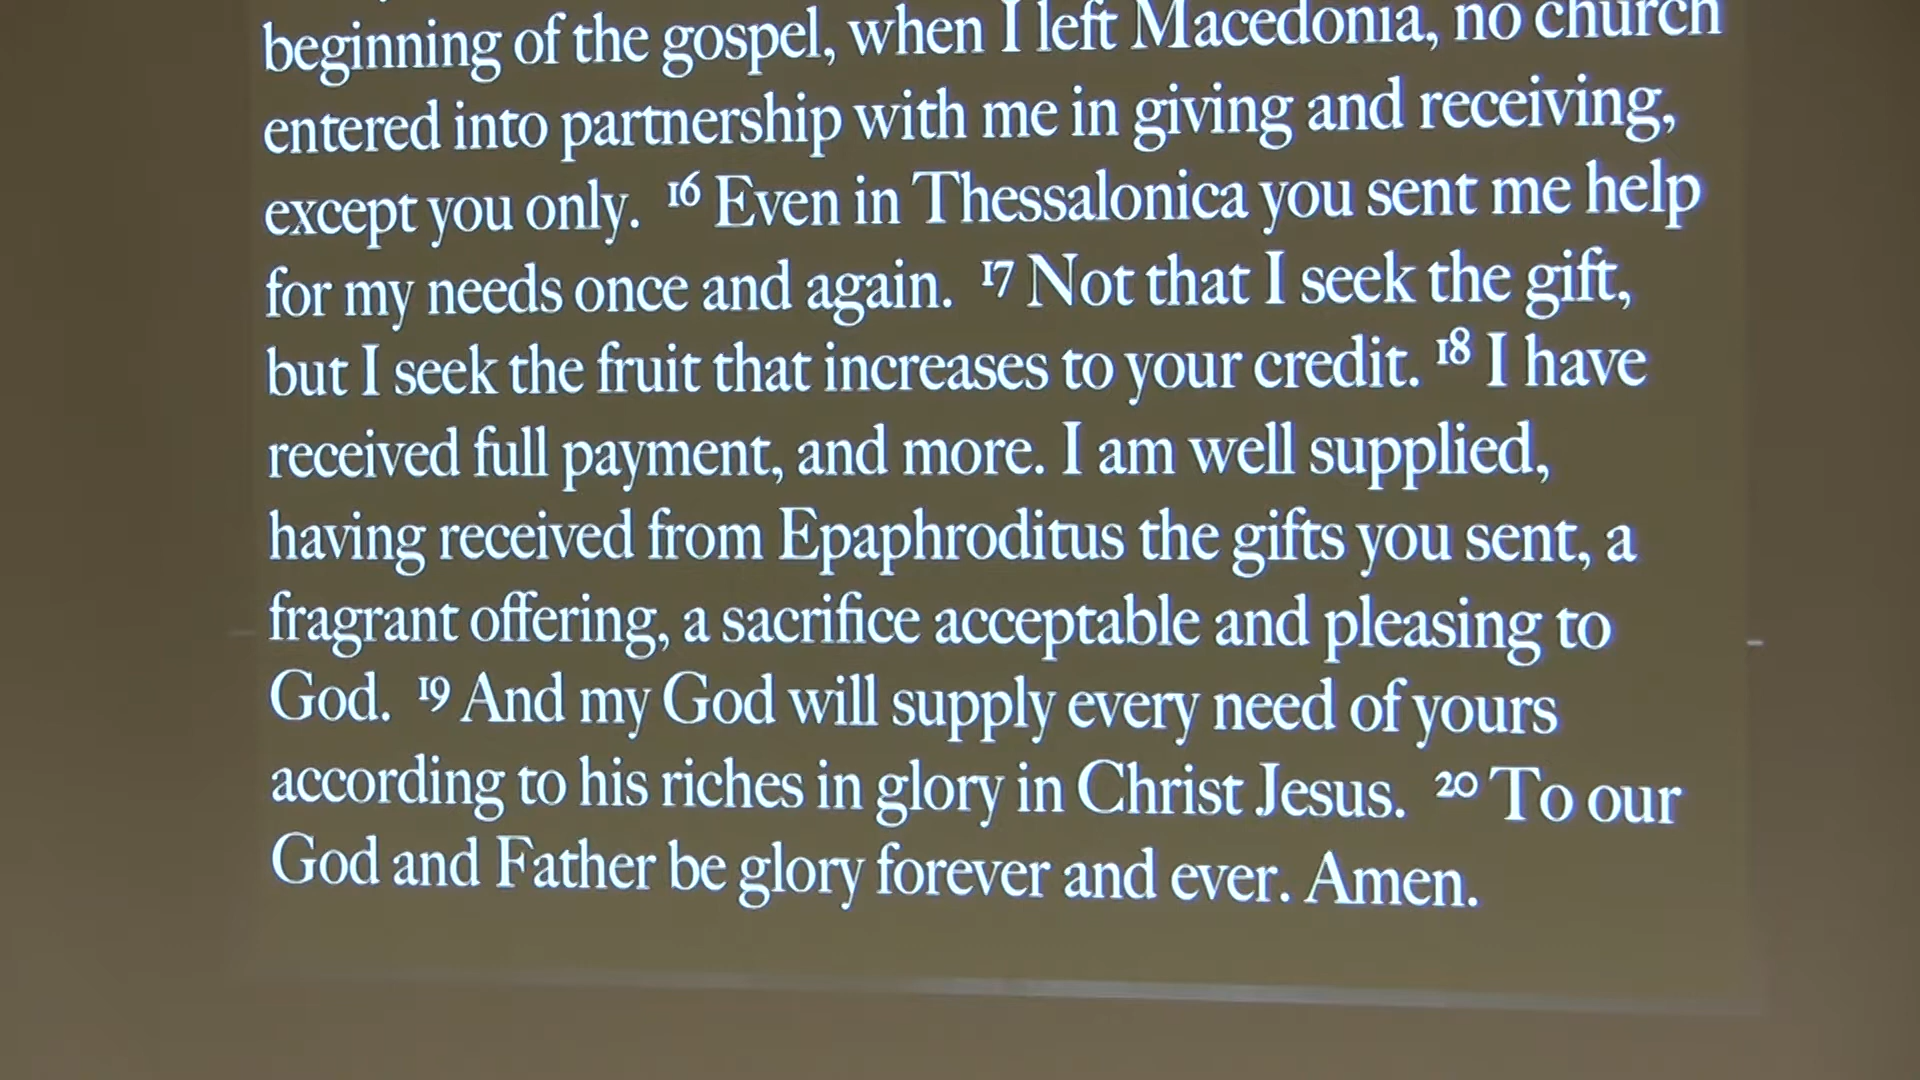 beginning of the gospel, when I left Macedonia, no church
entered into partnership with me in giving and receiving,
except you only. 16 Even in Thessalonica you sent me help
for my needs once and again. 17 Not that I seek the gift,
but I seek the fruit that increases to your credit. 18 I have
received full payment, and more. I am well supplied,
having received from Epaphroditus the gifts you sent, a
fragrant offering, a sacrifice acceptable and pleasing to
God. 19 And my God will supply every need of yours
according to his riches in glory in Christ Jesus. 20 To our
God and Father be glory forever and ever. Amen.